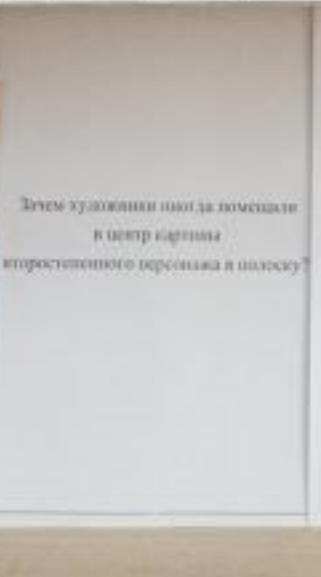 Зачем художники иногда помещали
в центр картины
второстепенного персонажа в полоску?